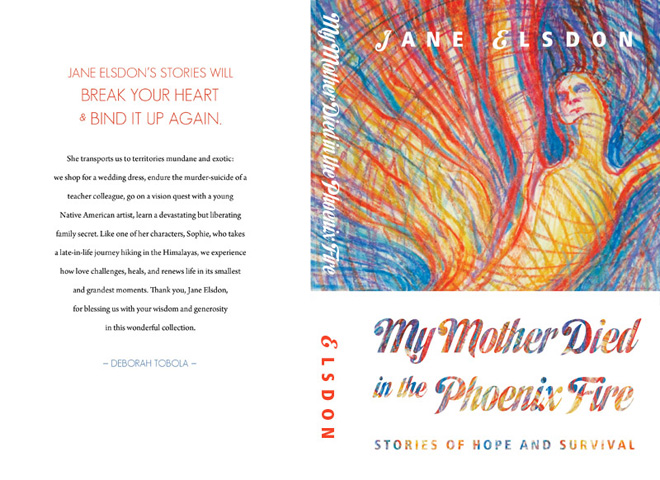 JANE ELSDON'S STORIES WILL
BREAK YOUR HEART
& BIND IT UP AGAIN.
She transports us to territories mundane and exotic:
we shop for a wedding dress, endure the murder-suicide of a
teacher colleague, go on a vision quest with a young
Native American artist, learn a devastating but liberating
family secret. Like one of her characters, Sophie, who takes
a late-in-life journey hiking in the Himalayas, we experience
how love challenges, heals, and renews life in its smallest
and grandest moments. Thank you, Jane Elsdon,
for blessing us with your wisdom and generosity
in this wonderful collection.
– DEBORAH TOBOLA –
My Mother Died in the Phoenix Fire
ELSDON
JANE ELSDON
My Mother Died
in the Phoenix Fire
STORIES OF HOPE AND SURVIVAL